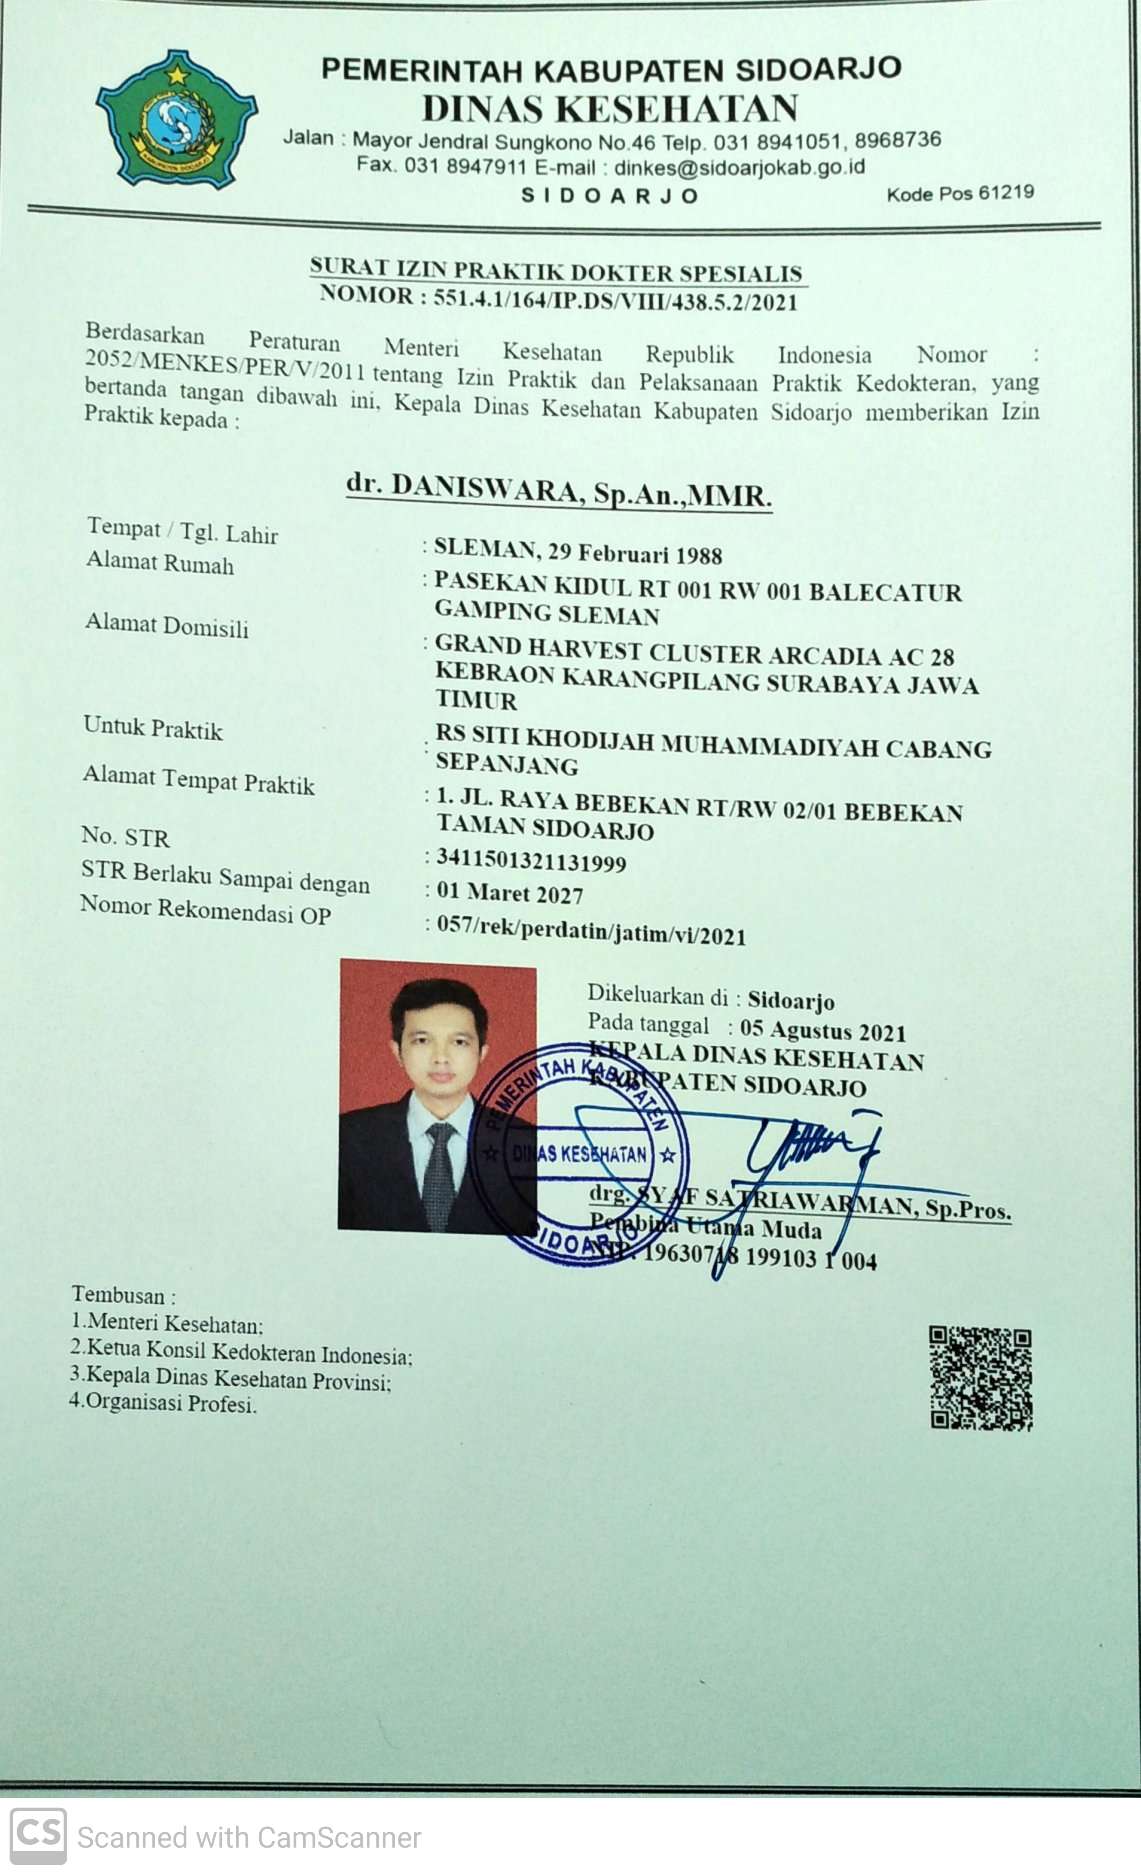 PEMERINTAH KABUPATEN SIDOARJO
DINAS KESEHATAN
Jalan : Mayor Jendral Sungkono No.46 Telp. 031 8941051, 8968736
Fax. 031 8947911 E-mail : dinkes@sidoarjokab.go.id
SIDOARJO
Kode Pos 61219
KABUPATEN SIDOARJO
SURAT IZIN PRAKTIK DOKTER SPESIALIS
NOMOR : 551.4.1/164/IP.DS/VIII/438.5.2/2021
Berdasarkan Peraturan Menteri Kesehatan Republik Indonesia Nomor :
2052/MENKES/PER/V/2011 tentang Izin Praktik dan Pelaksanaan Praktik Kedokteran, yang
bertanda tangan dibawah ini, Kepala Dinas Kesehatan Kabupaten Sidoarjo memberikan Izin
Praktik kepada :
dr. DANISWARA, Sp.An.,MMR.
Tempat / Tgl. Lahir : SLEMAN, 29 Februari 1988
Alamat Rumah : PASEKAN KIDUL RT 001 RW 001 BALECATUR
GAMPING SLEMAN
Alamat Domisili : GRAND HARVEST CLUSTER ARCADIA AC 28
KEBRAON KARANGPILANG SURABAYA JAWA
TIMUR
Untuk Praktik : RS SITI KHODIJAH MUHAMMADIYAH CABANG
SEPANJANG
Alamat Tempat Praktik : 1. JL. RAYA BEBEKAN RT/RW 02/01 BEBEKAN
TAMAN SIDOARJO
No. STR : 3411501321131999
STR Berlaku Sampai dengan : 01 Maret 2027
Nomor Rekomendasi OP : 057/rek/perdatin/jatim/vi/2021
Dikeluarkan di : Sidoarjo
Pada tanggal : 05 Agustus 2021
KEPALA DINAS KESEHATAN
KABUPATEN SIDOARJO
PEMERINTAH KABUPATEN
DINAS KESEHATAN
SIDOARJO
drg. SYAF SATRIAWARMAN, Sp.Pros.
Pembina Utama Muda
NIP. 19630718 199103 1 004
Tembusan :
1.Menteri Kesehatan;
2.Ketua Konsil Kedokteran Indonesia;
3.Kepala Dinas Kesehatan Provinsi;
4.Organisasi Profesi.
CS Scanned with CamScanner